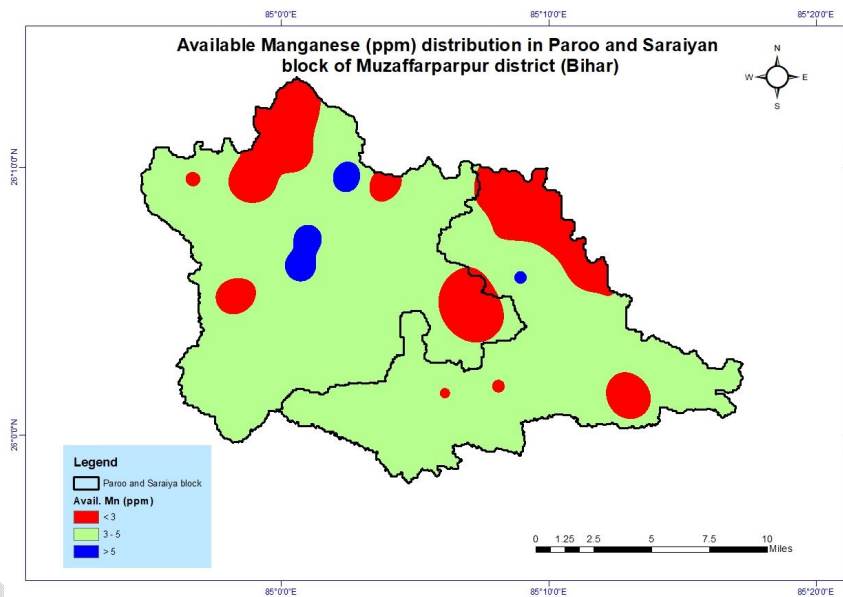 85°0'0"E 85°10'0"E 85°20'0"E
Available Manganese (ppm) distribution in Paroo and Saraiyan
block of Muzaffarparpur district (Bihar)
N
W E
S
26°10'0"N
26°0'0"N
Legend
Paroo and Saraiya block
Avail. Mn (ppm)
< 3
3 - 5
> 5
0 1.25 2.5 5 7.5 10
Miles
85°0'0"E 85°10'0"E 85°20'0"E